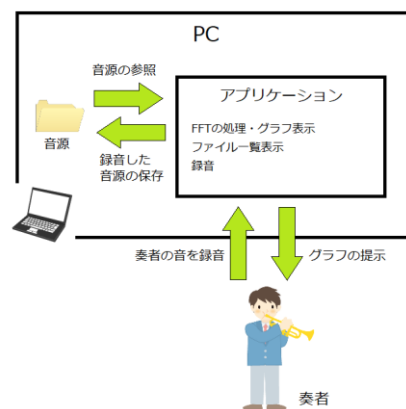 PC
音源の参照
音源
録音した
音源の保存
アプリケーション
FFTの処理・グラフ表示
ファイル一覧表示
録音
奏者の音を録音
グラフの提示
奏者